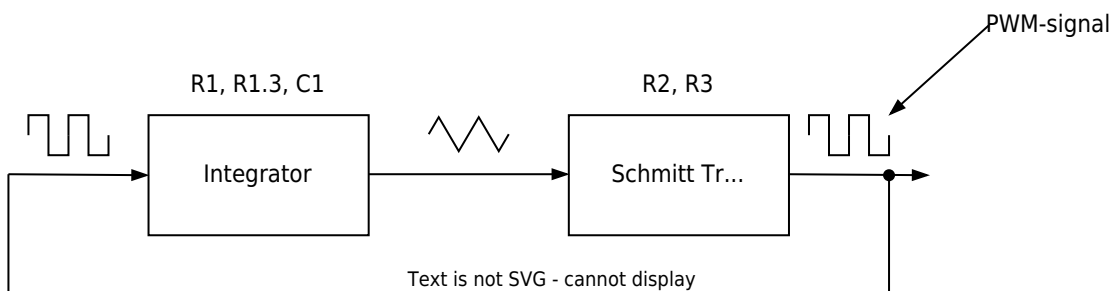 PWM-signal
R1, R1.3, C1
R2, R3
Integrator
Schmitt Tr...
Text is not SVG - cannot display